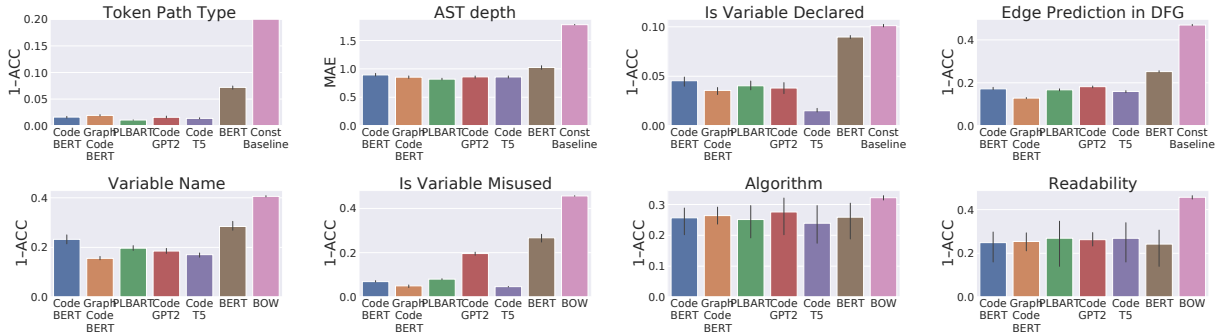 Token Path Type
1–ACC
0.20
0.15
0.10
0.05
0.00
Code BERT
Graph Code BERT
PLBART
Code GPT2
Code T5
BERT
Const Baseline
AST depth
MAE
1.5
1.0
0.5
0.0
Code BERT
Graph Code BERT
PLBART
Code GPT2
Code T5
BERT
Const Baseline
Is Variable Declared
1–ACC
0.10
0.05
0.00
Code BERT
Graph Code BERT
PLBART
Code GPT2
Code T5
BERT
Const Baseline
Edge Prediction in DFG
1–ACC
0.4
0.2
0.0
Code BERT
Graph Code BERT
PLBART
Code GPT2
Code T5
BERT
Const Baseline
Variable Name
1–ACC
0.4
0.2
0.0
Code BERT
Graph Code BERT
PLBART
Code GPT2
Code T5
BERT
BOW
Is Variable Misused
1–ACC
0.4
0.2
0.0
Code BERT
Graph Code BERT
PLBART
Code GPT2
Code T5
BERT
BOW
Algorithm
1–ACC
0.3
0.2
0.1
0.0
Code BERT
Graph Code BERT
PLBART
Code GPT2
Code T5
BERT
BOW
Readability
1–ACC
0.4
0.2
0.0
Code BERT
Graph Code BERT
PLBART
Code GPT2
Code T5
BERT
BOW